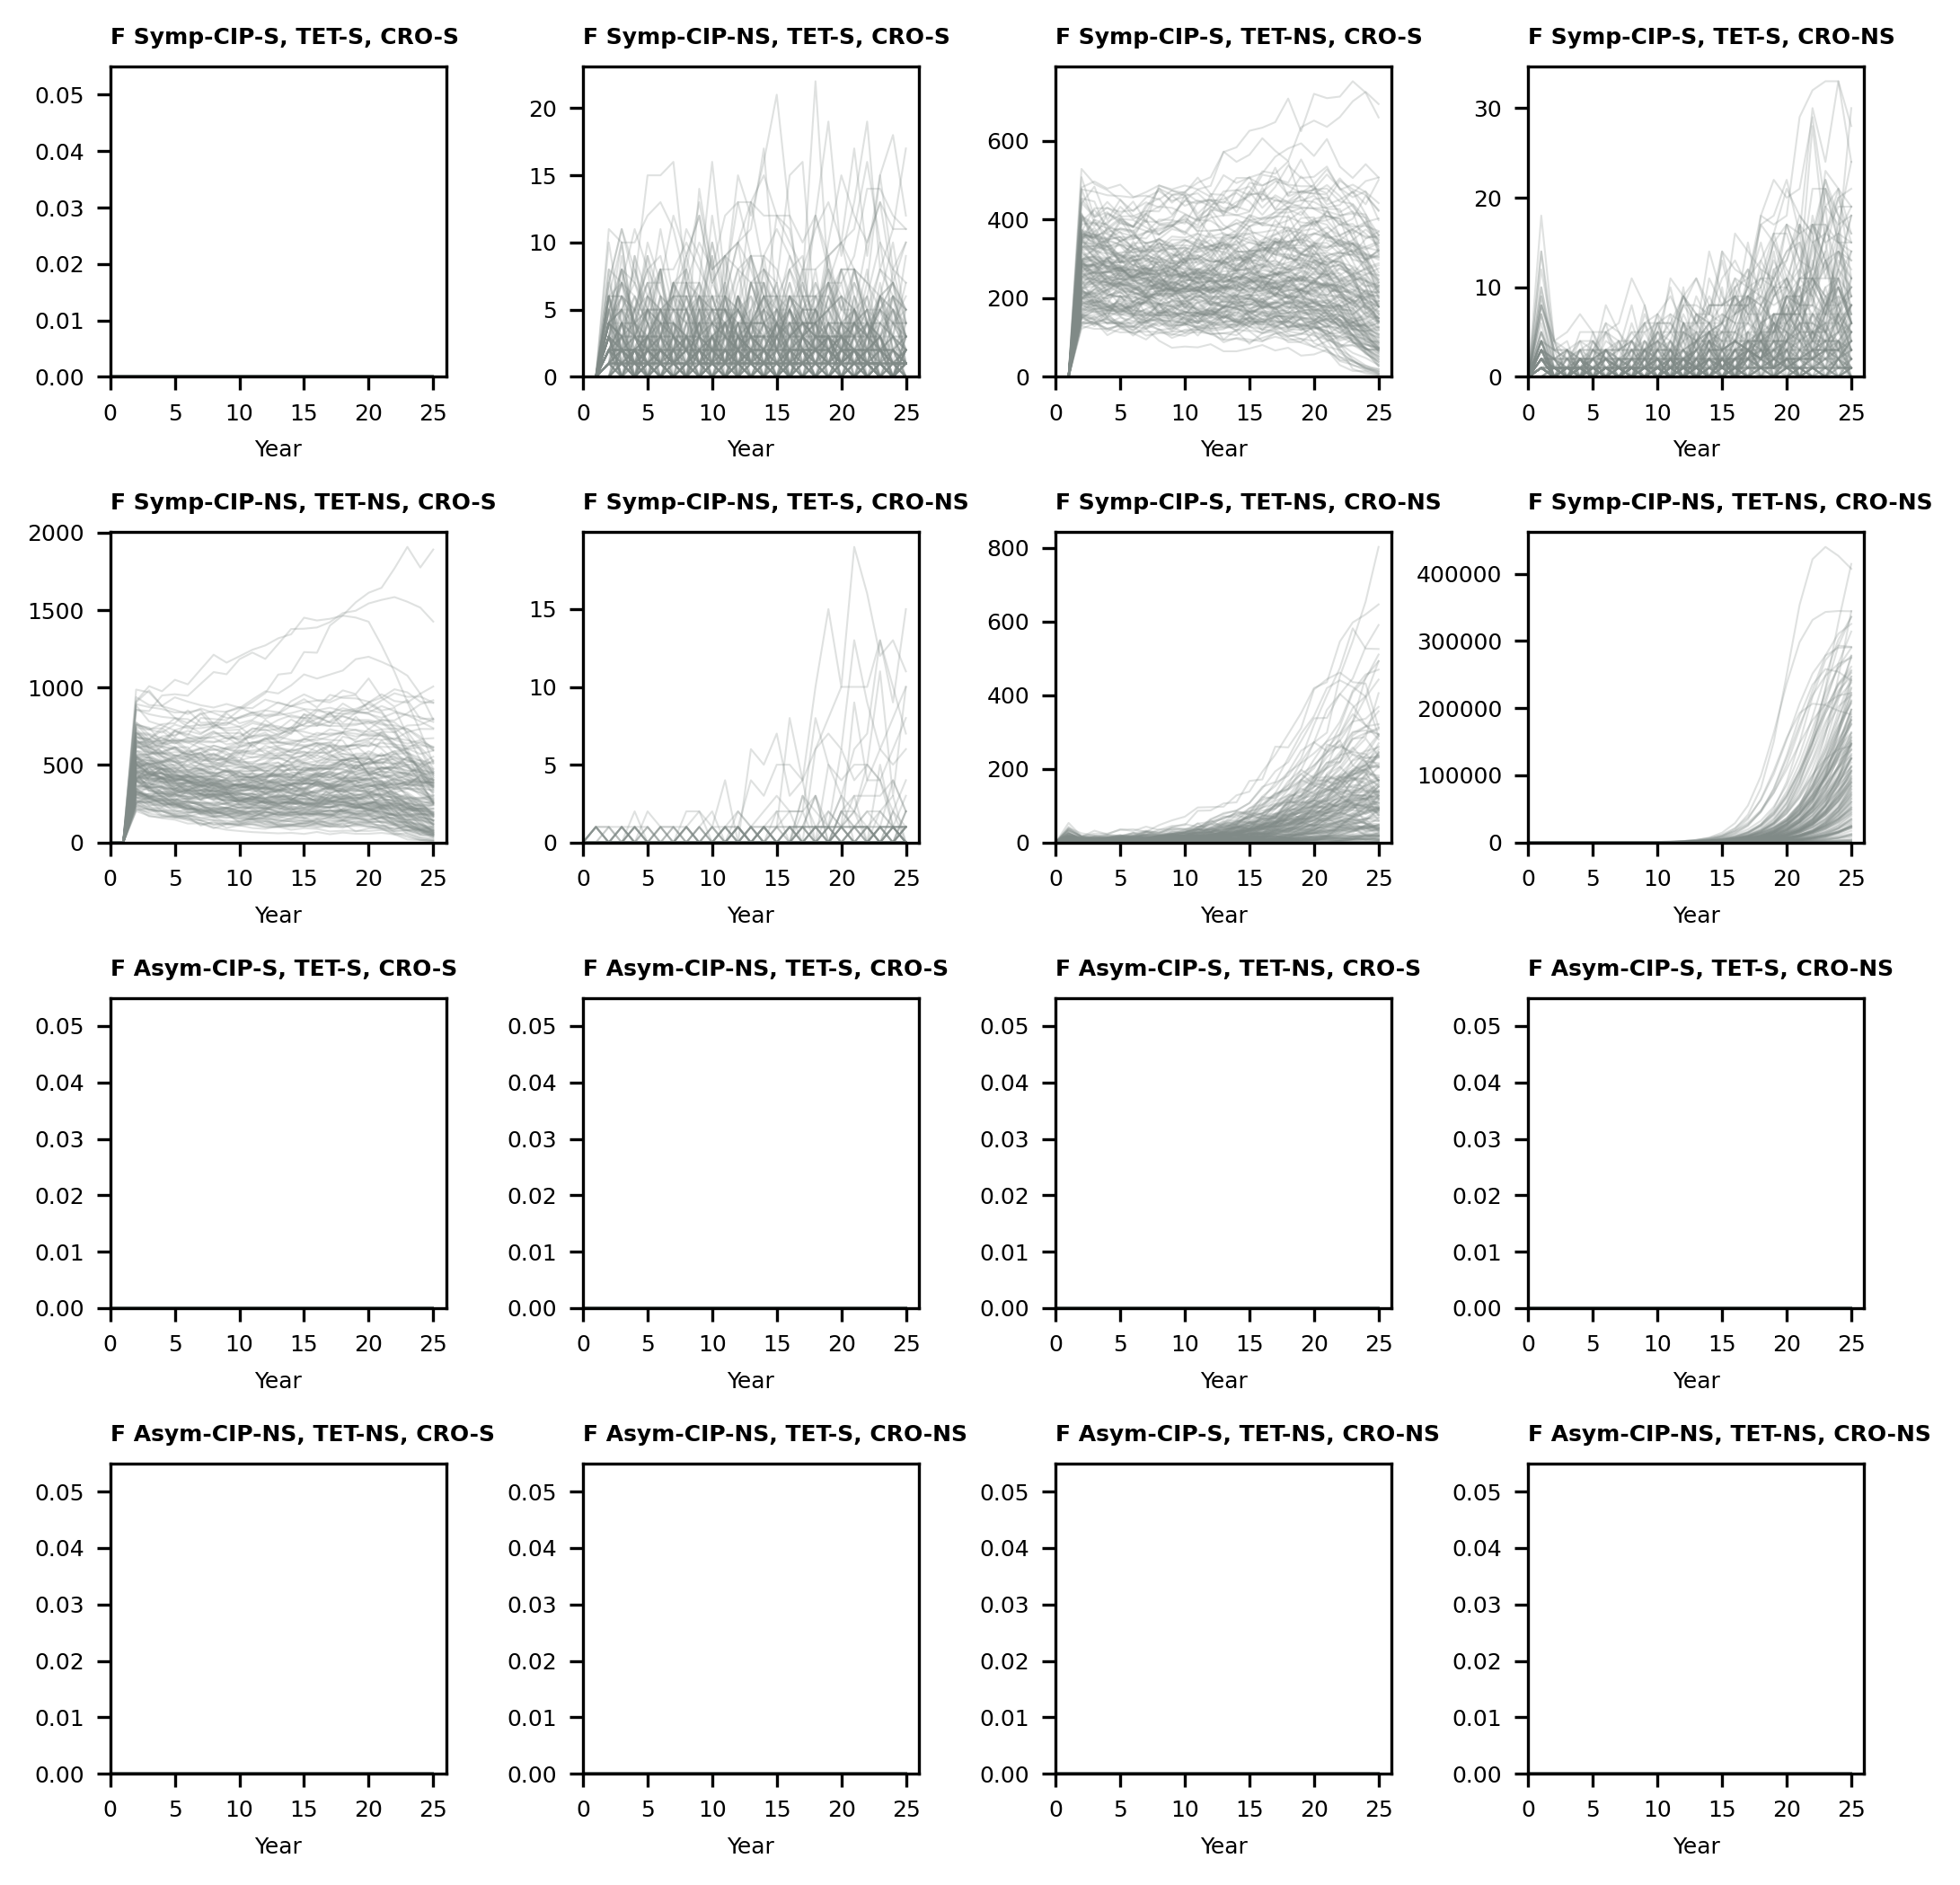 F Symp-CIP-S, TET-S, CRO-S
0.05
0.04
0.03
0.02
0.01
0.00
0 5 10 15 20 25
Year
F Symp-CIP-NS, TET-S, CRO-S
20
15
10
5
0
0 5 10 15 20 25
Year
F Symp-CIP-S, TET-NS, CRO-S
600
400
200
0
0 5 10 15 20 25
Year
F Symp-CIP-S, TET-S, CRO-NS
30
20
10
0
0 5 10 15 20 25
Year
F Symp-CIP-NS, TET-NS, CRO-S
2000
1500
1000
500
0
0 5 10 15 20 25
Year
F Symp-CIP-NS, TET-S, CRO-NS
15
10
5
0
0 5 10 15 20 25
Year
F Symp-CIP-S, TET-NS, CRO-NS
800
600
400
200
0
0 5 10 15 20 25
Year
F Symp-CIP-NS, TET-NS, CRO-NS
400000
300000
200000
100000
0
0 5 10 15 20 25
Year
F Asym-CIP-S, TET-S, CRO-S
0.05
0.04
0.03
0.02
0.01
0.00
0 5 10 15 20 25
Year
F Asym-CIP-NS, TET-S, CRO-S
0.05
0.04
0.03
0.02
0.01
0.00
0 5 10 15 20 25
Year
F Asym-CIP-S, TET-NS, CRO-S
0.05
0.04
0.03
0.02
0.01
0.00
0 5 10 15 20 25
Year
F Asym-CIP-S, TET-S, CRO-NS
0.05
0.04
0.03
0.02
0.01
0.00
0 5 10 15 20 25
Year
F Asym-CIP-NS, TET-NS, CRO-S
0.05
0.04
0.03
0.02
0.01
0.00
0 5 10 15 20 25
Year
F Asym-CIP-NS, TET-S, CRO-NS
0.05
0.04
0.03
0.02
0.01
0.00
0 5 10 15 20 25
Year
F Asym-CIP-S, TET-NS, CRO-NS
0.05
0.04
0.03
0.02
0.01
0.00
0 5 10 15 20 25
Year
F Asym-CIP-NS, TET-NS, CRO-NS
0.05
0.04
0.03
0.02
0.01
0.00
0 5 10 15 20 25
Year